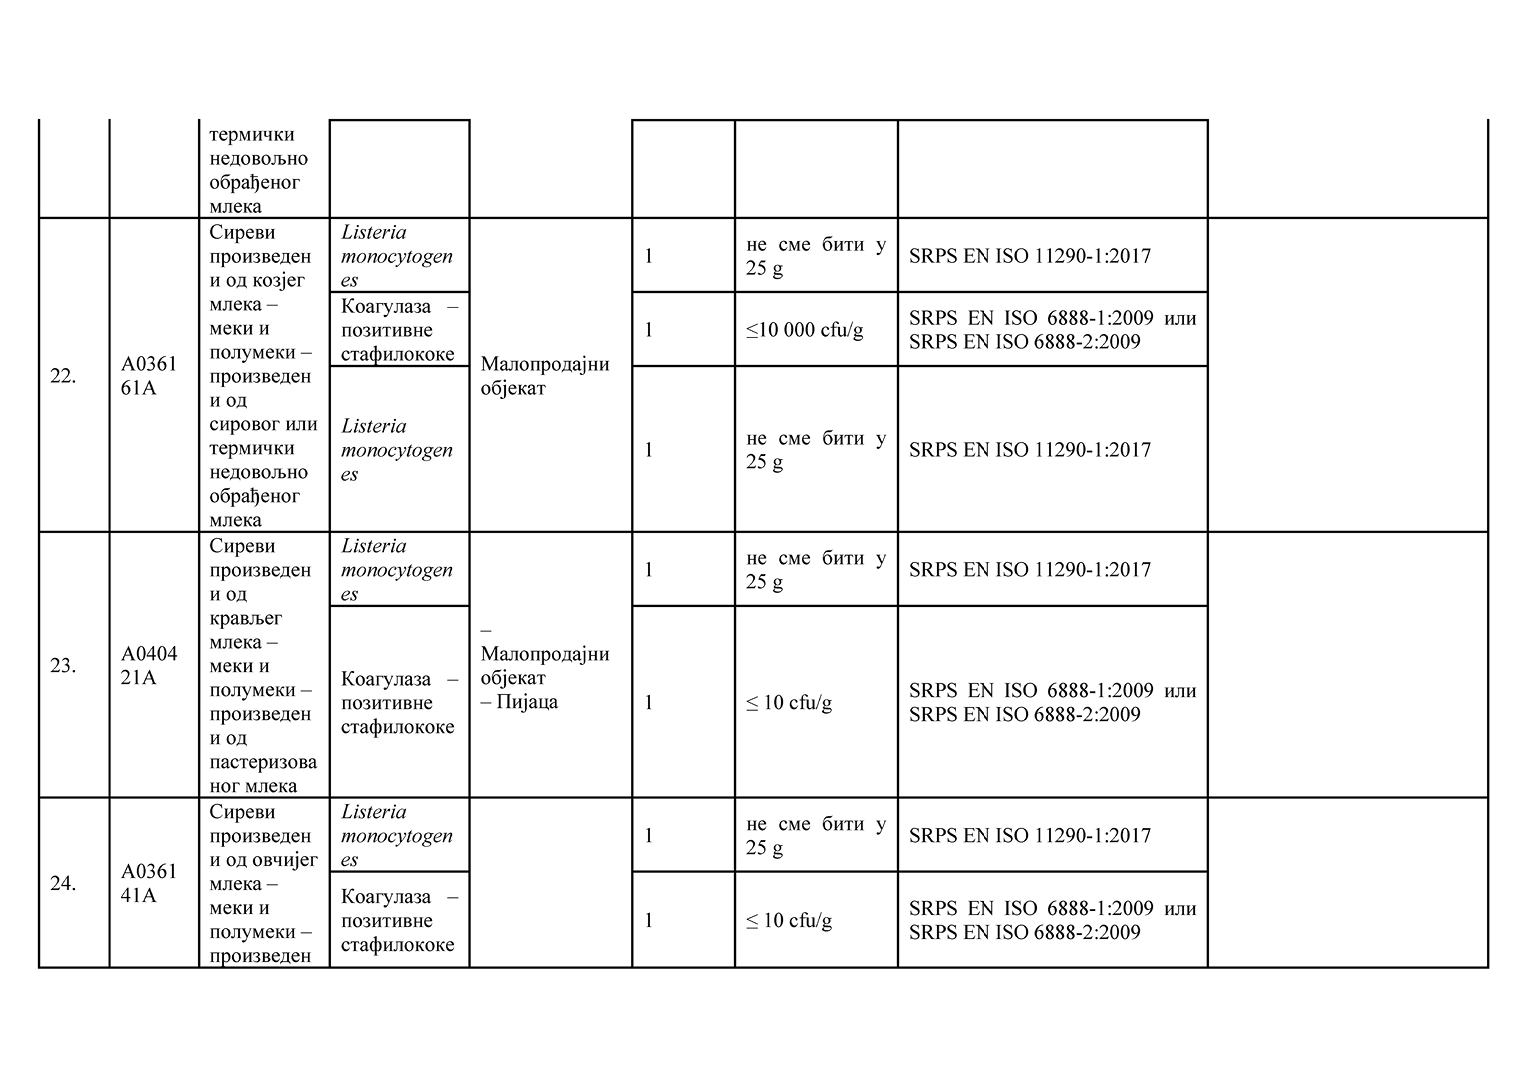 термички
недовољно
обрађеног
млека
22.
A0361
61A
Сиреви
произведен
и од козјег
млека –
меки и
полумеки –
произведен
и од
сировог или
термички
недовољно
обрађеног
млека
Listeria
monocytogen
es
Малопродајни
објекат
1
не сме бити у
25 g
SRPS EN ISO 11290-1:2017
Коагулаза –
позитивне
стафилококе
1
≤10 000 cfu/g
SRPS EN ISO 6888-1:2009 или
SRPS EN ISO 6888-2:2009
Listeria
monocytogen
es
1
не сме бити у
25 g
SRPS EN ISO 11290-1:2017
23.
A0404
21A
Сиреви
произведен
и од
крављег
млека –
меки и
полумеки –
произведен
и од
пастеризова
ног млека
Listeria
monocytogen
es
–
Малопродајни
објекат
– Пијаца
1
не сме бити у
25 g
SRPS EN ISO 11290-1:2017
Коагулаза –
позитивне
стафилококе
1
≤ 10 cfu/g
SRPS EN ISO 6888-1:2009 или
SRPS EN ISO 6888-2:2009
24.
A0361
41A
Сиреви
произведен
и од овчијег
млека –
меки и
полумеки –
произведен
Listeria
monocytogen
es
1
не сме бити у
25 g
SRPS EN ISO 11290-1:2017
Коагулаза –
позитивне
стафилококе
1
≤ 10 cfu/g
SRPS EN ISO 6888-1:2009 или
SRPS EN ISO 6888-2:2009